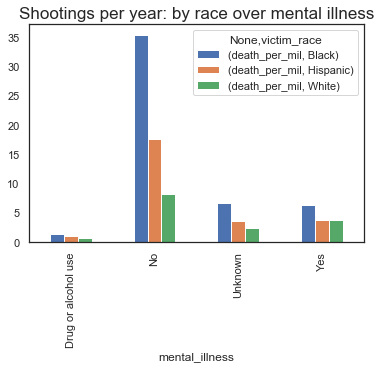 Shootings per year: by race over mental illness
None,victim_race
(death_per_mil, Black)
(death_per_mil, Hispanic)
(death_per_mil, White)
35
30
25
20
15
10
5
0
Drug or alcohol use
No
Unknown
Yes
mental_illness